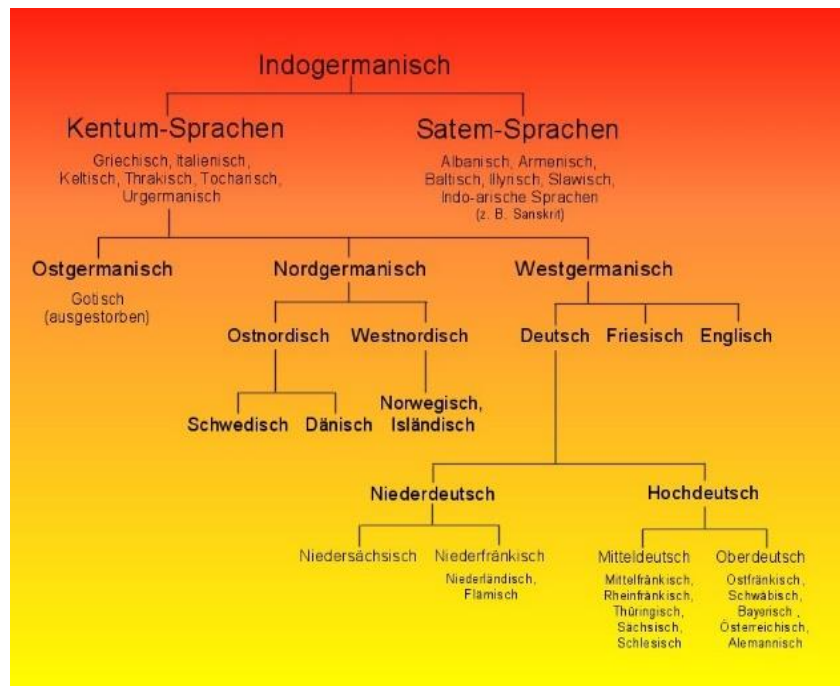 Indogermanisch
Kentum-Sprachen
Griechisch, Italienisch,
Keltisch, Thrakisch, Tocharisch,
Urgermanisch
Satem-Sprachen
Albanisch, Armenisch,
Baltisch, Illyrisch, Slawisch,
Indo-arische Sprachen
(z. B. Sanskrit)
Ostgermanisch
Gotisch
(ausgestorben)
Nordgermanisch
Westgermanisch
Ostnordisch
Westnordisch
Deutsch
Friesisch
Englisch
Schwedisch
Dänisch
Norwegisch,
Isländisch
Niederdeutsch
Hochdeutsch
Niedersächsisch
Niederfränkisch
Niederländisch,
Flämisch
Mitteldeutsch
Mittelfränkisch,
Rheinfränkisch,
Thüringisch,
Sächsisch,
Schlesisch
Oberdeutsch
Ostfränkisch,
Schwäbisch,
Bayerisch,
Österreichisch,
Alemannisch